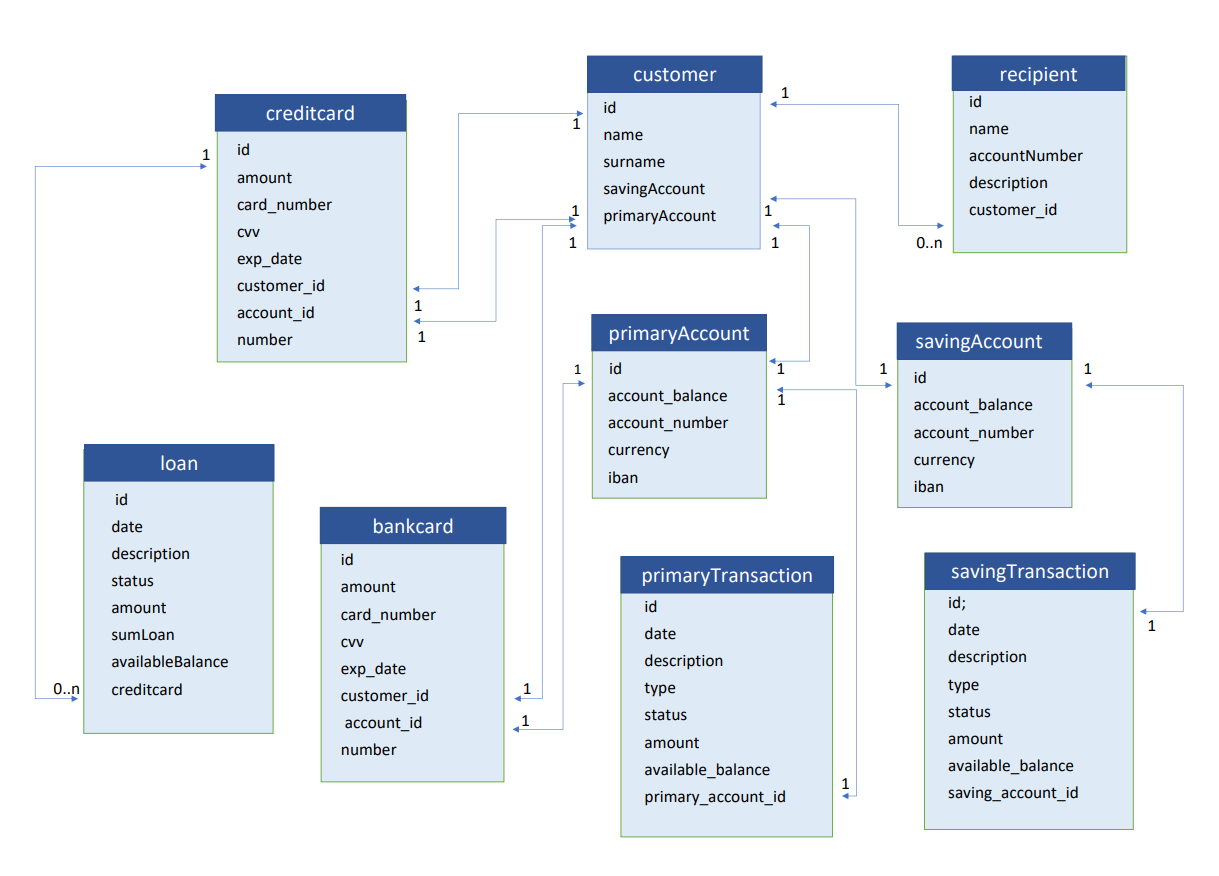 customer
id
name
surname
savingAccount
primaryAccount
recipient
id
name
accountNumber
description
customer_id
creditcard
id
amount
card_number
cvv
exp_date
customer_id
account_id
number
primaryAccount
id
account_balance
account_number
currency
iban
savingAccount
id
account_balance
account_number
currency
iban
loan
id
date
description
status
amount
sumLoan
availableBalance
creditcard
bankcard
id
amount
card_number
cvv
exp_date
customer_id
account_id
number
primaryTransaction
id
date
description
type
status
amount
available_balance
primary_account_id
savingTransaction
id;
date
description
type
status
amount
available_balance
saving_account_id
1
1
1
1
1
1
1
0..n
1
1
1
1
1
1
1
1
0..n
1
1
1